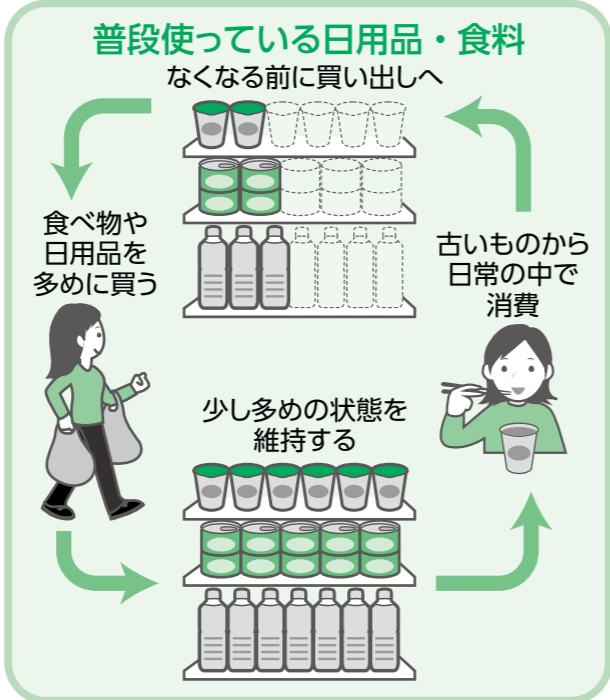 普段使っている日用品・食料
なくなる前に買い出しへ
食べ物や
日用品を
多めに買う
古いものから
日常の中で
消費
少し多めの状態を
維持する